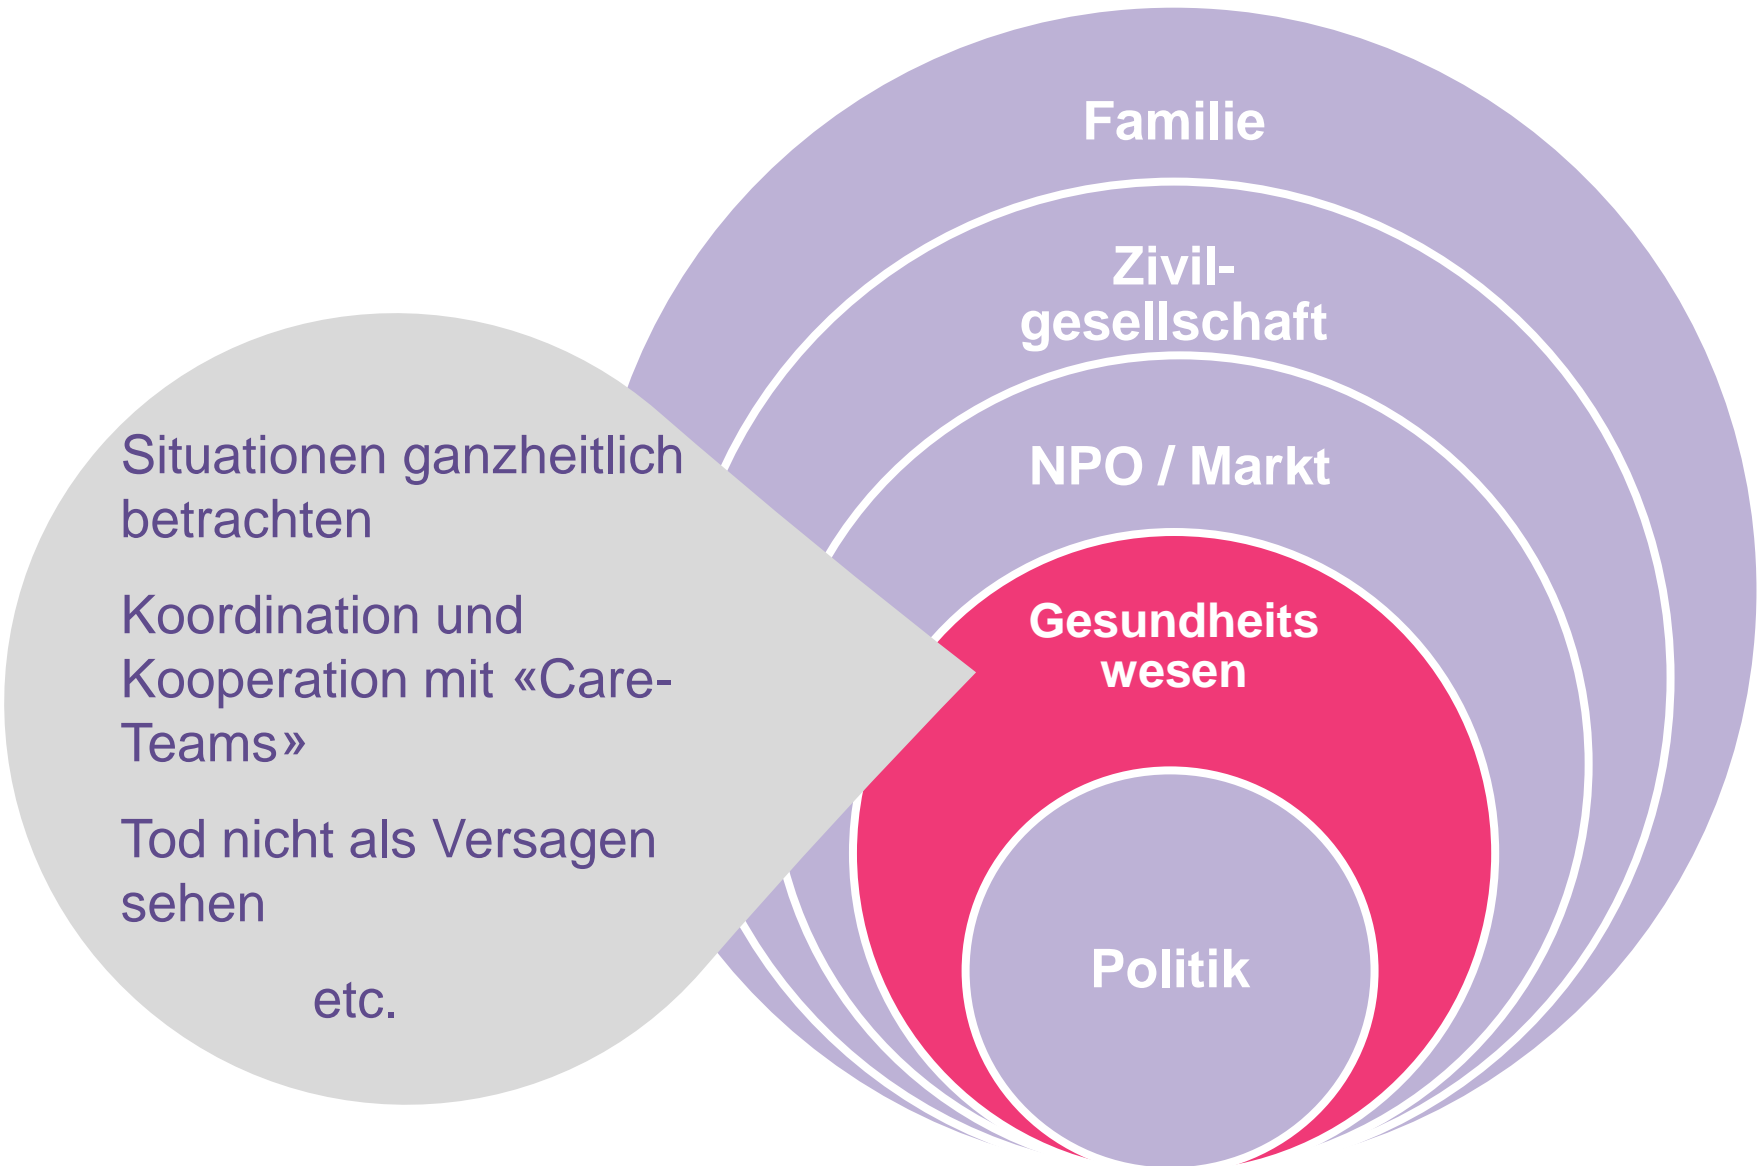 Familie
Zivil-
gesellschaft
NPO / Markt
Gesundheits
wesen
Politik
Situationen ganzheitlich
betrachten
Koordination und
Kooperation mit «Care-
Teams»
Tod nicht als Versagen
sehen
etc.